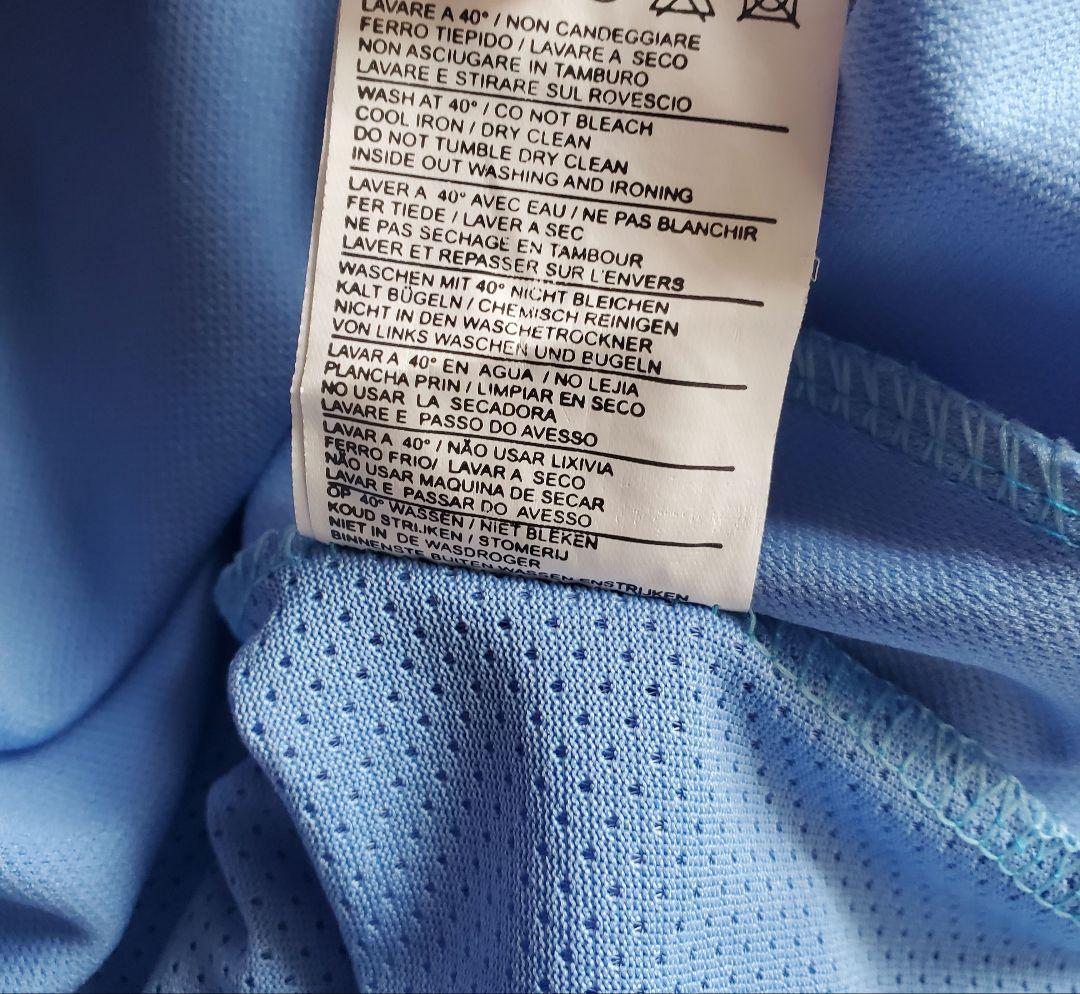 LAVARE A 40° / NON CANDEGGIARE
FERRO TIEPIDO / LAVARE A SECO
NON ASCIUGARE IN TAMBURO
LAVARE E STIRARE SUL ROVESCIO
WASH AT 40° / CO NOT BLEACH
COOL IRON / DRY CLEAN
DO NOT TUMBLE DRY CLEAN
INSIDE OUT WASHING AND IRONING
LAVER A 40° AVEC EAU / NE PAS BLANCHIR
FER TIEDE / LAVER A SEC
NE PAS SECHAGE EN TAMBOUR
LAVER ET REPASSER SUR L'ENVERS
WASCHEN MIT 40° NICHT BLEICHEN
KALT BÜGELN / CHEMISCH REINIGEN
NICHT IN DEN WASCHETROCKNER
VON LINKS WASCHEN UND BUGELN
LAVAR A 40° EN AGUA / NO LEJIA
PLANCHA PRIN / LIMPIAR EN SECO
NO USAR LA SECADORA
LAVARE E PASSO DO AVESSO
LAVAR A 40° / NÃO USAR LIXIVIA
FERRO FRIO/ LAVAR A SECO
NÃO USAR MAQUINA DE SECAR
LAVAR E PASSAR DO AVESSO
OP 40° WASSEN / NIET BLEKEN
KOUD STRIJKEN / STOMERIJ
NIET IN DE WASDROGER
BINNENSTE BUITEN WASSEN ENSTRIJKEN